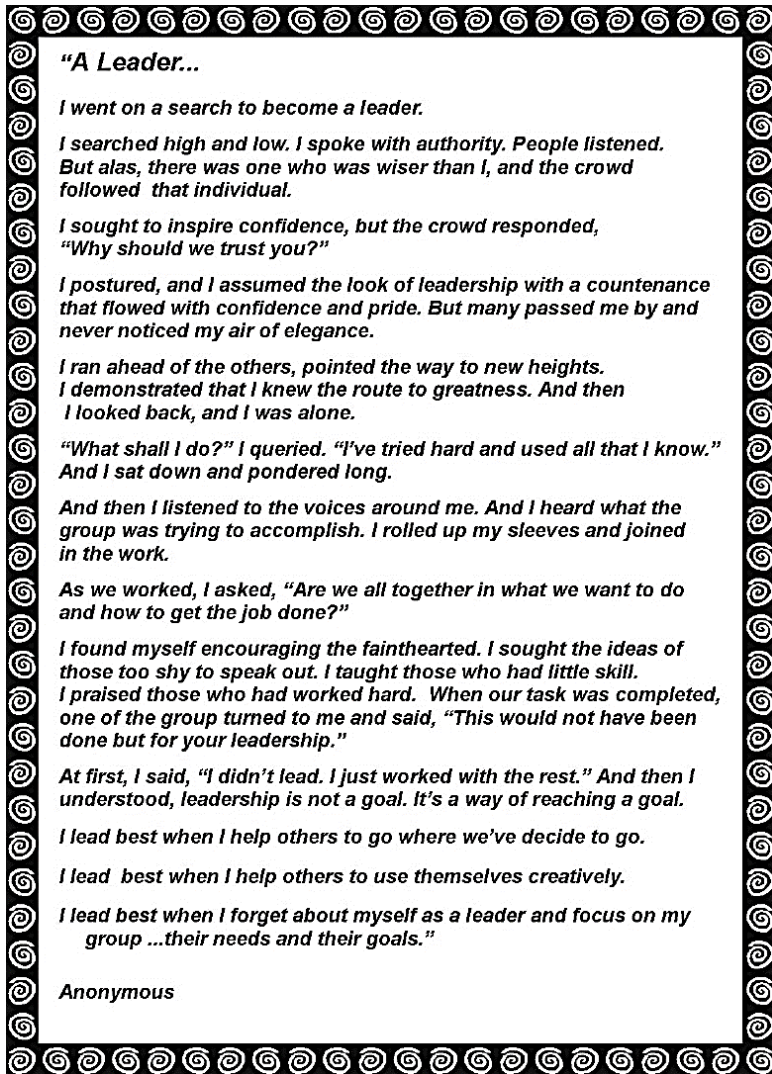 “A Leader...
I went on a search to become a leader.
I searched high and low. I spoke with authority. People listened.
But alas, there was one who was wiser than I, and the crowd
followed that individual.
I sought to inspire confidence, but the crowd responded,
“Why should we trust you?”
I postured, and I assumed the look of leadership with a countenance
that flowed with confidence and pride. But many passed me by and
never noticed my air of elegance.
I ran ahead of the others, pointed the way to new heights.
I demonstrated that I knew the route to greatness. And then
I looked back, and I was alone.
“What shall I do?” I queried. “I’ve tried hard and used all that I know.”
And I sat down and pondered long.
And then I listened to the voices around me. And I heard what the
group was trying to accomplish. I rolled up my sleeves and joined
in the work.
As we worked, I asked, “Are we all together in what we want to do
and how to get the job done?”
I found myself encouraging the fainthearted. I sought the ideas of
those too shy to speak out. I taught those who had little skill.
I praised those who had worked hard. When our task was completed,
one of the group turned to me and said, “This would not have been
done but for your leadership.”
At first, I said, “I didn’t lead. I just worked with the rest.” And then I
understood, leadership is not a goal. It’s a way of reaching a goal.
I lead best when I help others to go where we’ve decide to go.
I lead best when I help others to use themselves creatively.
I lead best when I forget about myself as a leader and focus on my
group ...their needs and their goals.”
Anonymous